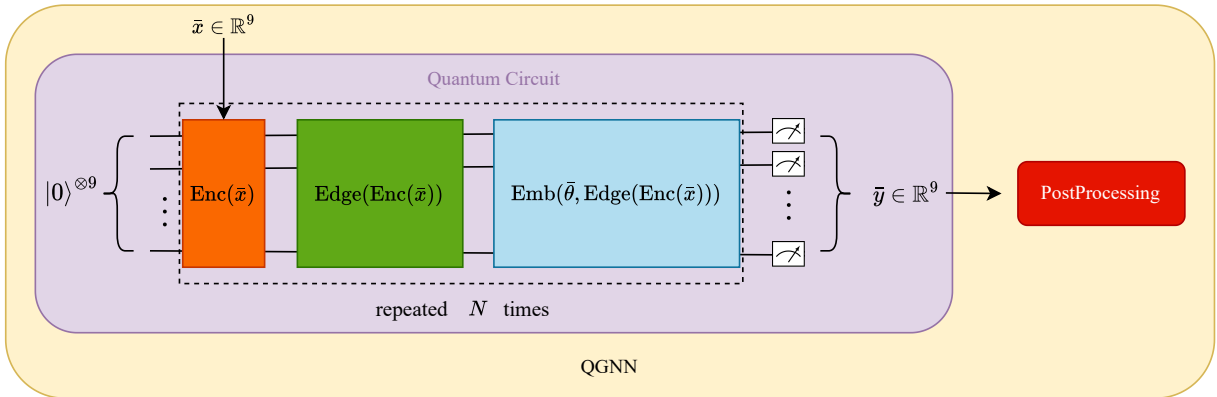 x̄ ∈ ℝ⁹
Quantum Circuit
|0⟩^⊗9
Enc(x̄)
Edge(Enc(x̄))
Emb(θ̄, Edge(Enc(x̄)))
ȳ ∈ ℝ⁹
PostProcessing
repeated N times
QGNN